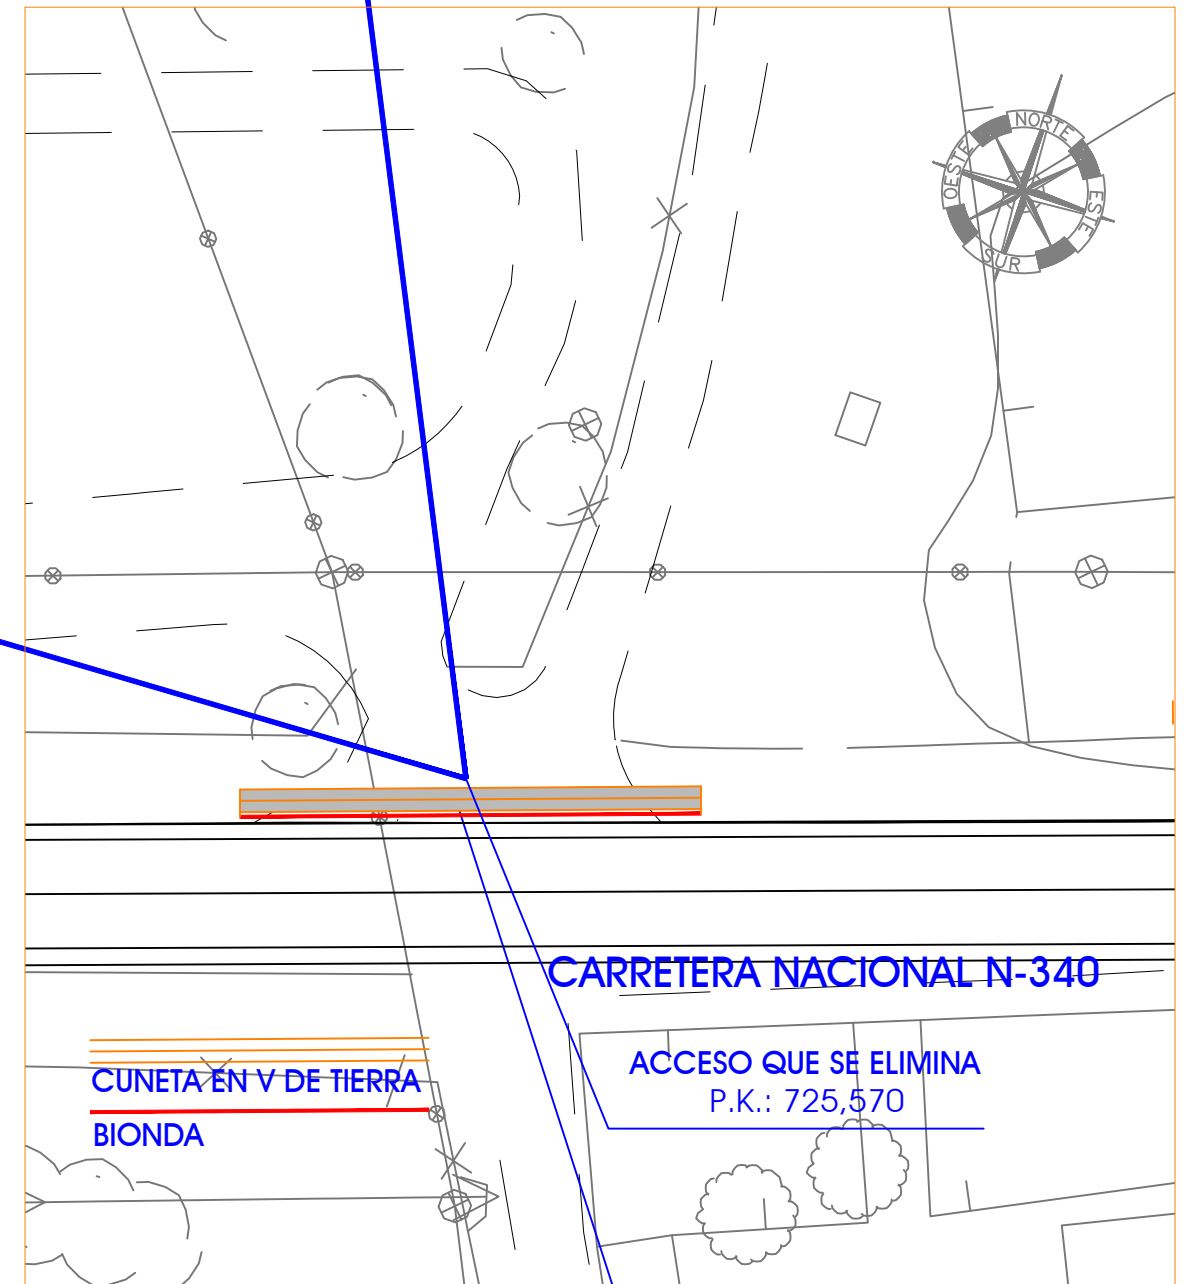 NORTE
OESTE
ESTE
SUR
CARRETERA NACIONAL N-340
ACCESO QUE SE ELIMINA
P.K.: 725,570
CUNETA EN V DE TIERRA
BIONDA